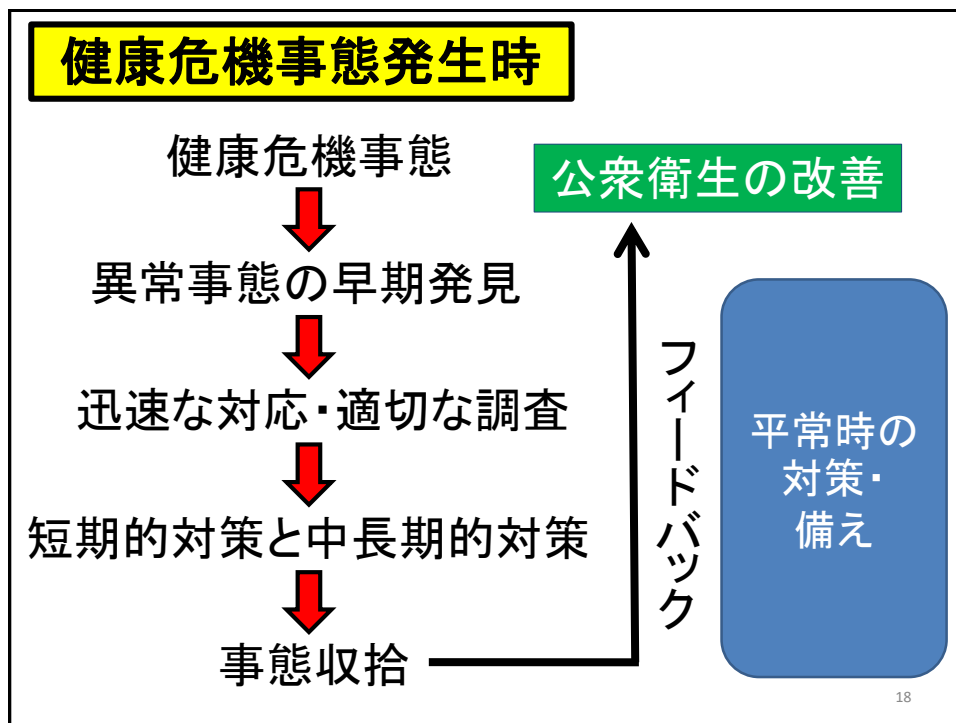 健康危機事態発生時
健康危機事態
異常事態の早期発見
迅速な対応・適切な調査
短期的対策と中長期的対策
事態収拾
公衆衛生の改善
フィードバック
平常時の
対策・
備え
18